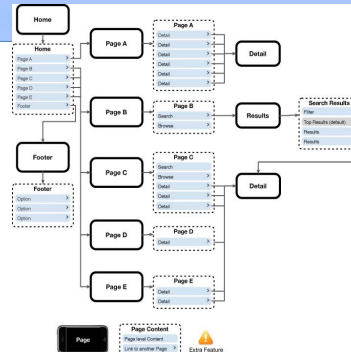 Home
Home
Page A
Page B
Page C
Page D
Page E
Footer
Footer
Footer
Option
Option
Option
Page A
Page A
Detail
Detail
Detail
Detail
Detail
Detail
Detail
Page B
Page B
Search
Browse
Results
Search Results
Filter
Top Results (default)
Results
Results
Page C
Page C
Search
Browse
Detail
Detail
Detail
Detail
Page D
Page D
Detail
Page E
Page E
Detail
Detail
Page
Page Content
Page level Content
Link to another Page
Extra Feature